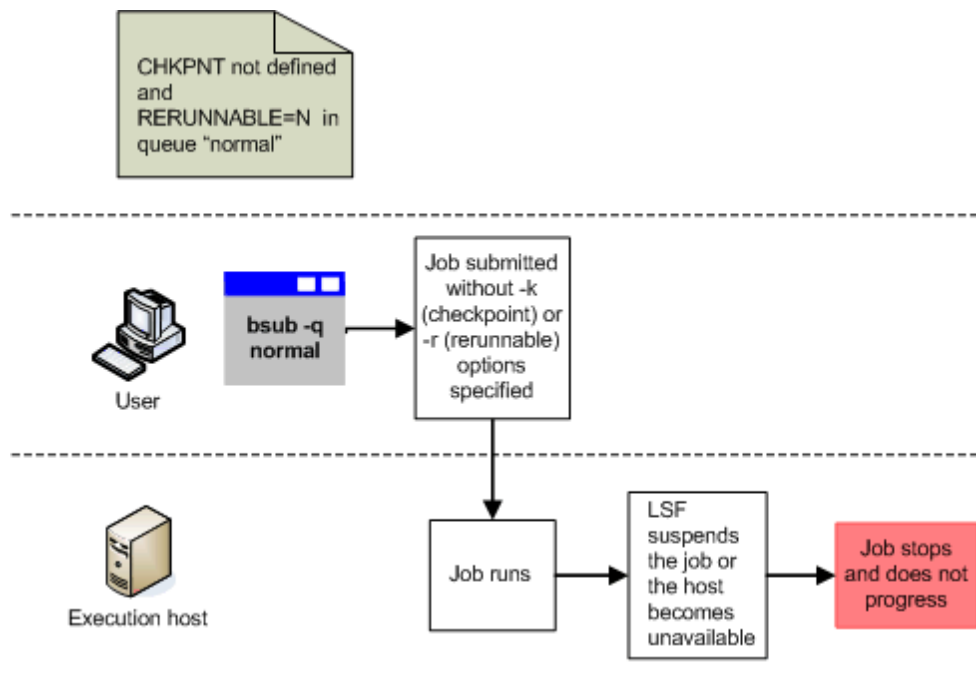 CHKPNT not defined
and
RERUNNABLE=N in
queue “normal”
bsub -q
normal
User
Job submitted
without -k
(checkpoint) or
-r (rerunnable)
options
specified
Execution host
Job runs
LSF
suspends
the job or
the host
becomes
unavailable
Job stops
and does not
progress